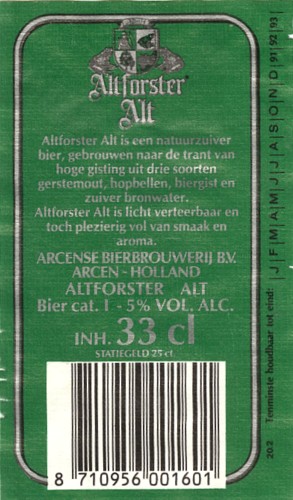 Altforster
Alt
Altforster Alt is een natuurzuiver
bier, gebrouwen naar de trant van
hoge gisting uit drie soorten
gerstemout, hopbellen, biergist en
zuiver bronwater.
Altforster Alt is licht verteerbaar en
toch plezierig vol van smaak en
aroma.
ARCENSE BIERBROUWERIJ B.V.
ARCEN - HOLLAND
ALTFORSTER ALT
Bier cat. I - 5% VOL. ALC.
INH. 33 cl
STATIEGELD 25 ct.
8 710956 001601
20.2 Tenminste houdbaar tot eind: |J|F|M|A|M|J|J|A|S|O|N|D|91|92|93|